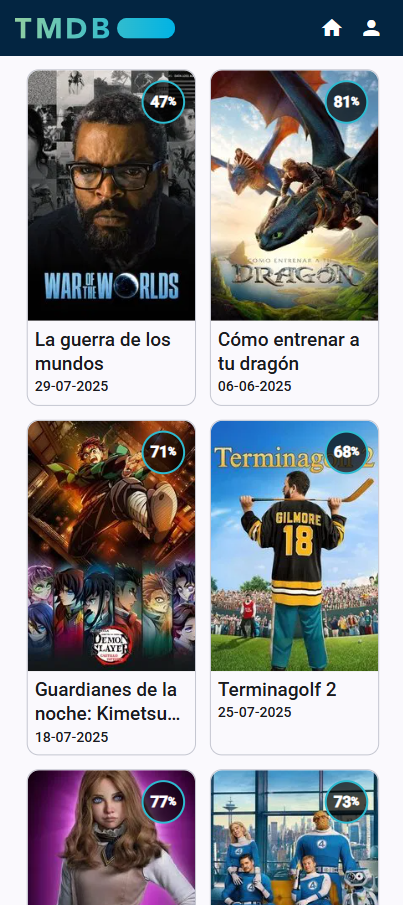 TMDB
47%
WAR OF THE WORLDS
La guerra de los
mundos
29-07-2025
81%
CÓMO ENTRENAR A TU
DRAGÓN
Cómo entrenar a
tu dragón
06-06-2025
71%
DEMON
SLAYER
Guardianes de la
noche: Kimetsu...
18-07-2025
68%
Terminagolf 2
GILMORE
18
Terminagolf 2
25-07-2025
77%
73%
4
4